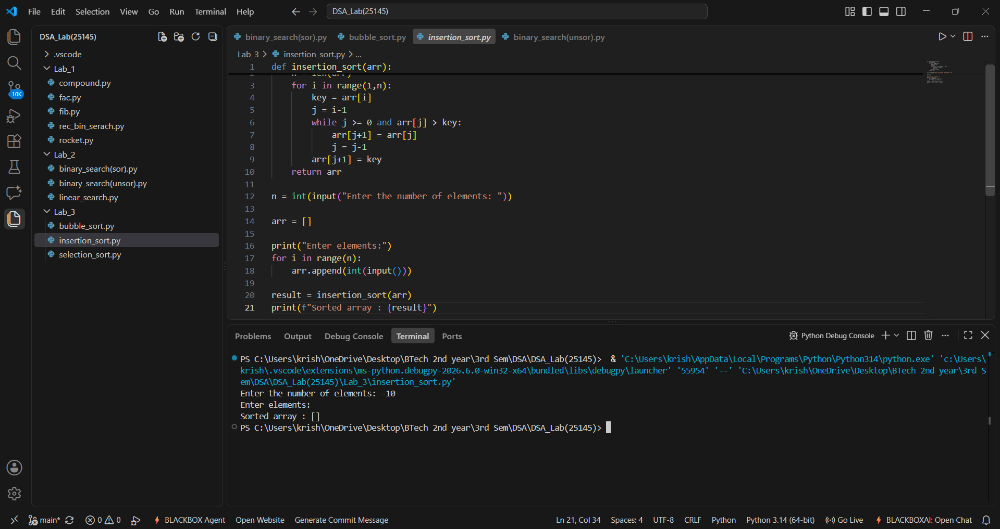 File Edit Selection View Go Run Terminal Help
DSA_Lab(25145)
10K
DSA_Lab(25145)
.vscode
Lab_1
compound.py
fac.py
fib.py
rec_bin_serach.py
rocket.py
Lab_2
binary_search(sor).py
binary_search(unsor).py
linear_search.py
Lab_3
bubble_sort.py
insertion_sort.py
selection_sort.py
binary_search(sor).py bubble_sort.py insertion_sort.py binary_search(unsor).py
Lab_3 > insertion_sort.py > ...
1 def insertion_sort(arr):
2 n = len(arr)
3 for i in range(1,n):
4 key = arr[i]
5 j = i-1
6 while j >= 0 and arr[j] > key:
7 arr[j+1] = arr[j]
8 j = j-1
9 arr[j+1] = key
10 return arr
11
12 n = int(input("Enter the number of elements: "))
13
14 arr = []
15
16 print("Enter elements:")
17 for i in range(n):
18 arr.append(int(input()))
19
20 result = insertion_sort(arr)
21 print(f"Sorted array : {result}")
Problems Output Debug Console Terminal Ports
Python Debug Console
PS C:\Users\krish\OneDrive\Desktop\BTech 2nd year\3rd Sem\DSA\DSA_Lab(25145)> & 'C:\Users\krish\AppData\Local\Programs\Python\Python314\python.exe' 'c:\Users\
krish\.vscode\extensions\ms-python.debugpy-2026.6.0-win32-x64\bundled\libs\debugpy\launcher' '55954' '--' 'C:\Users\krish\OneDrive\Desktop\BTech 2nd year\3rd S
em\DSA\DSA_Lab(25145)\Lab_3\insertion_sort.py'
Enter the number of elements: -10
Enter elements:
Sorted array : []
PS C:\Users\krish\OneDrive\Desktop\BTech 2nd year\3rd Sem\DSA\DSA_Lab(25145)>
main* 0 0 BLACKBOX Agent Open Website Generate Commit Message
Ln 21, Col 34 Spaces: 4 UTF-8 CRLF Python Python 3.14 (64-bit) Go Live BLACKBOXAI: Open Chat